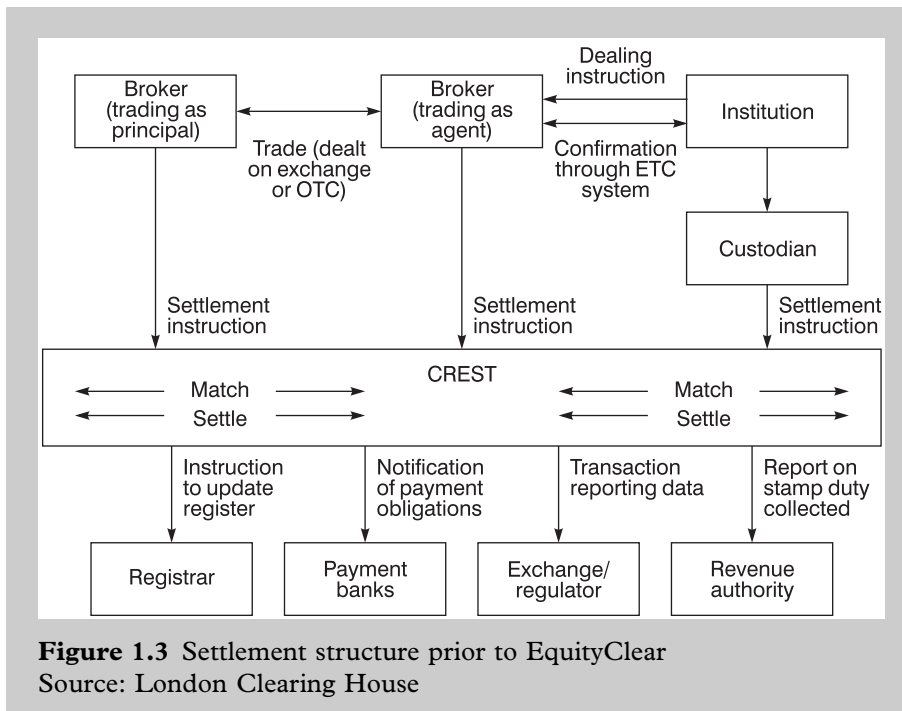 Broker
(trading as
principal)
Trade (dealt
on exchange
or OTC)
Broker
(trading as
agent)
Dealing
instruction
Confirmation
through ETC
system
Institution
Custodian
Settlement
instruction
Settlement
instruction
Settlement
instruction
CREST
Match
Settle
Match
Settle
Instruction
to update
register
Notification
of payment
obligations
Transaction
reporting data
Report on
stamp duty
collected
Registrar
Payment
banks
Exchange/
regulator
Revenue
authority
Figure 1.3 Settlement structure prior to EquityClear
Source: London Clearing House